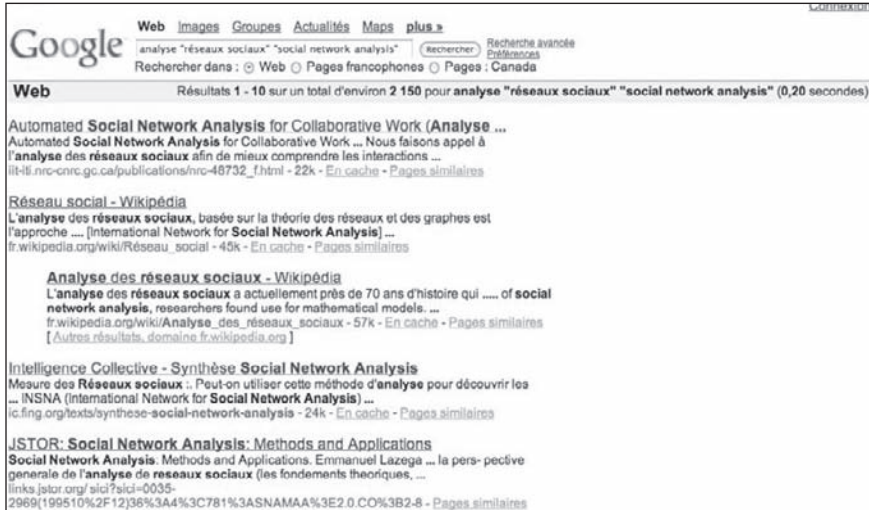 Connexion
Web Images Groupes Actualités Maps plus »
Google
analyse "réseaux sociaux" "social network analysis" Rechercher Recherche avancée
Préférences
Rechercher dans : Web Pages francophones Pages : Canada
Web Résultats 1 - 10 sur un total d'environ 2 150 pour analyse "réseaux sociaux" "social network analysis" (0,20 secondes)
Automated Social Network Analysis for Collaborative Work (Analyse ...
Automated Social Network Analysis for Collaborative Work ... Nous faisons appel à
l'analyse des réseaux sociaux afin de mieux comprendre les interactions ...
iit-iti.nrc-cnrc.gc.ca/publications/nrc-48732_f.html - 22k - En cache - Pages similaires
Réseau social - Wikipédia
L'analyse des réseaux sociaux, basée sur la théorie des réseaux et des graphes est
l'approche .... [International Network for Social Network Analysis] ...
fr.wikipedia.org/wiki/Réseau_social - 45k - En cache - Pages similaires
Analyse des réseaux sociaux - Wikipédia
L'analyse des réseaux sociaux a actuellement près de 70 ans d'histoire qui ..... of social
network analysis, researchers found use for mathematical models. ...
fr.wikipedia.org/wiki/Analyse_des_réseaux_sociaux - 57k - En cache - Pages similaires
[ Autres résultats, domaine fr.wikipedia.org ]
Intelligence Collective - Synthèse Social Network Analysis
Mesure des Réseaux sociaux :. Peut-on utiliser cette méthode d'analyse pour découvrir les
... INSNA (International Network for Social Network Analysis) ...
ic.fing.org/texts/synthese-social-network-analysis - 24k - En cache - Pages similaires
JSTOR: Social Network Analysis: Methods and Applications
Social Network Analysis: Methods and Applications. Emmanuel Lazega ... la pers- pective
generale de l'analyse de reseaux sociaux (les fondements theoriques, ...
links.jstor.org/ sici?sici=0035-
2969(199510%2F12)36%3A4%3C781%3ASNAMAA%3E2.0.CO%3B2-8 - Pages similaires